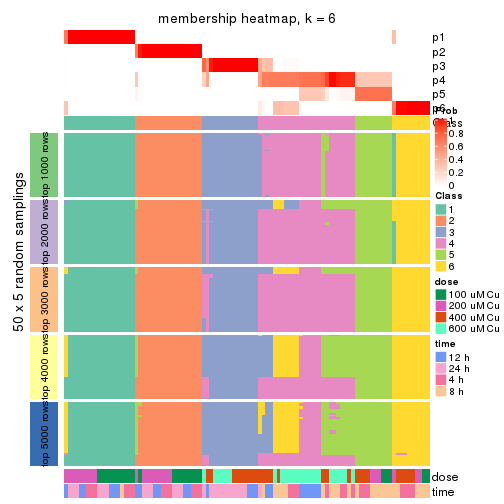 membership heatmap, k = 6
p1
p2
p3
p4
p5
p6
Class
Prob
1
0.8
0.6
0.4
0.2
0
Class
1
2
3
4
5
6
dose
100 uM Cu
200 uM Cu
400 uM Cu
600 uM Cu
time
12 h
24 h
4 h
8 h
50 x 5 random samplings
top 1000 rows
top 2000 rows
top 3000 rows
top 4000 rows
top 5000 rows
dose
time